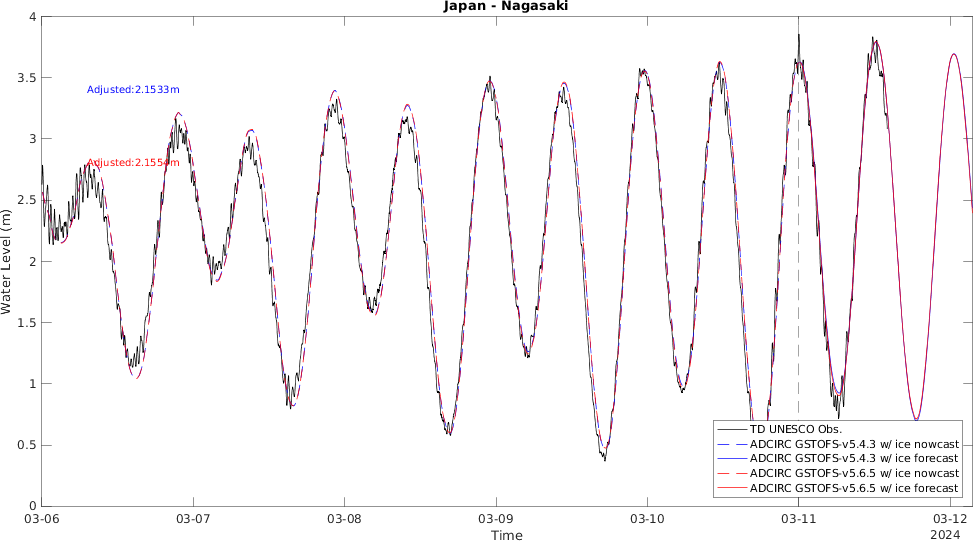 Japan - Nagasaki
4
3.5
3
2.5
2
1.5
1
0.5
0
Water Level (m)
Adjusted:2.1533m
Adjusted:2.1554m
TD UNESCO Obs.
ADCIRC GSTOFS-v5.4.3 w/ ice nowcast
ADCIRC GSTOFS-v5.4.3 w/ ice forecast
ADCIRC GSTOFS-v5.6.5 w/ ice nowcast
ADCIRC GSTOFS-v5.6.5 w/ ice forecast
03-06 03-07 03-08 03-09 03-10 03-11 03-12
Time
2024